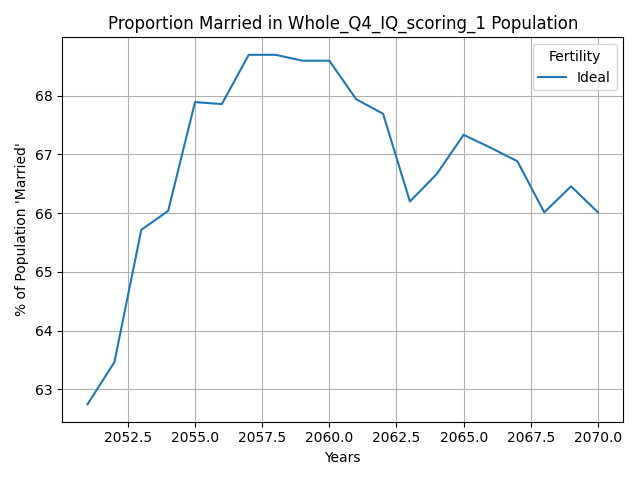 Proportion Married in Whole_Q4_IQ_scoring_1 Population
Fertility
Ideal
% of Population 'Married'
68
67
66
65
64
63
2052.5 2055.0 2057.5 2060.0 2062.5 2065.0 2067.5 2070.0
Years